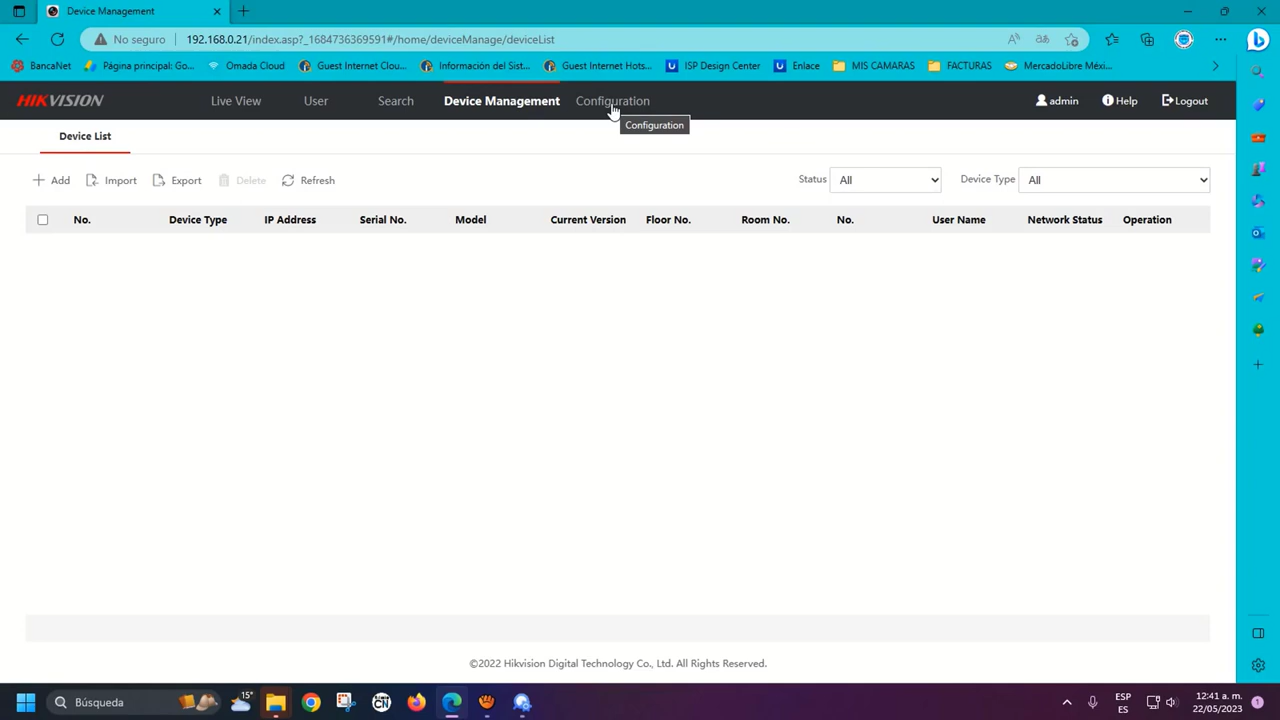 Device Management
No seguro
192.168.0.21/index.asp?_1684736369591#/home/deviceManage/deviceList
BancaNet
Página principal: Go...
Omada Cloud
Guest Internet Clou...
Información del Sist...
Guest Internet Hots...
ISP Design Center
Enlace
MIS CAMARAS
FACTURAS
MercadoLibre Méxi...
HIKVISION
Live View
User
Search
Device Management
Configuration
admin
Help
Logout
Configuration
Device List
Add
Import
Export
Delete
Refresh
Status
All
Device Type
All
No.
Device Type
IP Address
Serial No.
Model
Current Version
Floor No.
Room No.
No.
User Name
Network Status
Operation
©2022 Hikvision Digital Technology Co., Ltd. All Rights Reserved.
Búsqueda
15°
CN
ESP
ES
12:41 a. m.
22/05/2023
1